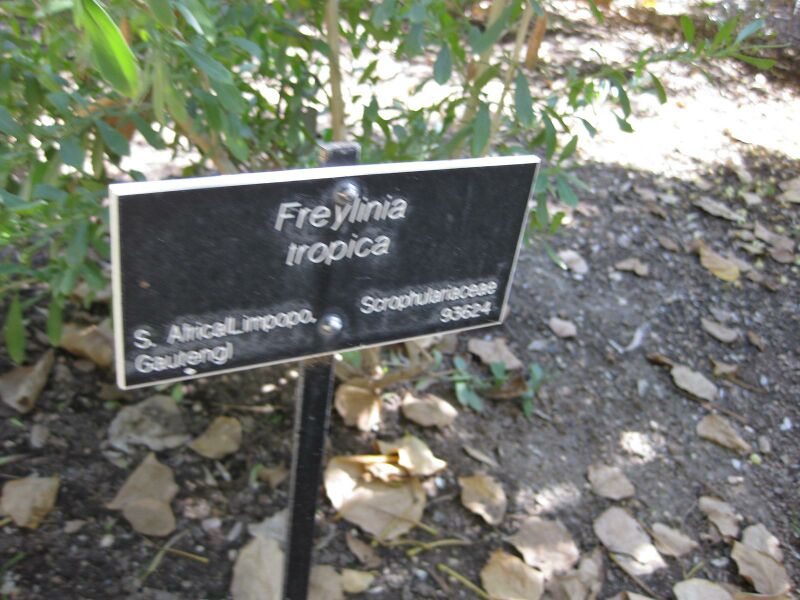 Freylinia
tropica
S. Africa[Limpopo,
Gauteng]
Scrophulariaceae
93624